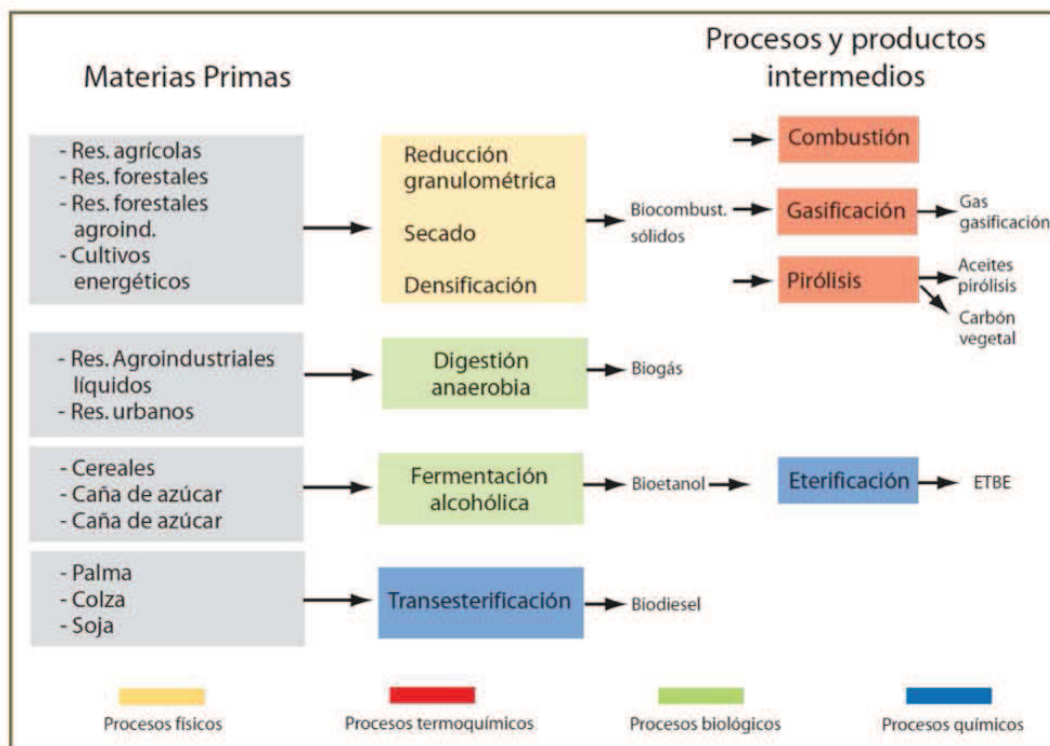 Materias Primas
Procesos y productos
intermedios
- Res. agrícolas
- Res. forestales
- Res. forestales
agroind.
- Cultivos
energéticos
Reducción
granulométrica
Secado
Densificación
Biocombust.
sólidos
Combustión
Gasificación
Gas
gasificación
Pirólisis
Aceites
pirólisis
Carbón
vegetal
- Res. Agroindustriales
líquidos
- Res. urbanos
Digestión
anaerobia
Biogás
- Cereales
- Caña de azúcar
- Caña de azúcar
Fermentación
alcohólica
Bioetanol
Eterificación
ETBE
- Palma
- Colza
- Soja
Transesterificación
Biodiesel
Procesos físicos
Procesos termoquímicos
Procesos biológicos
Procesos químicos